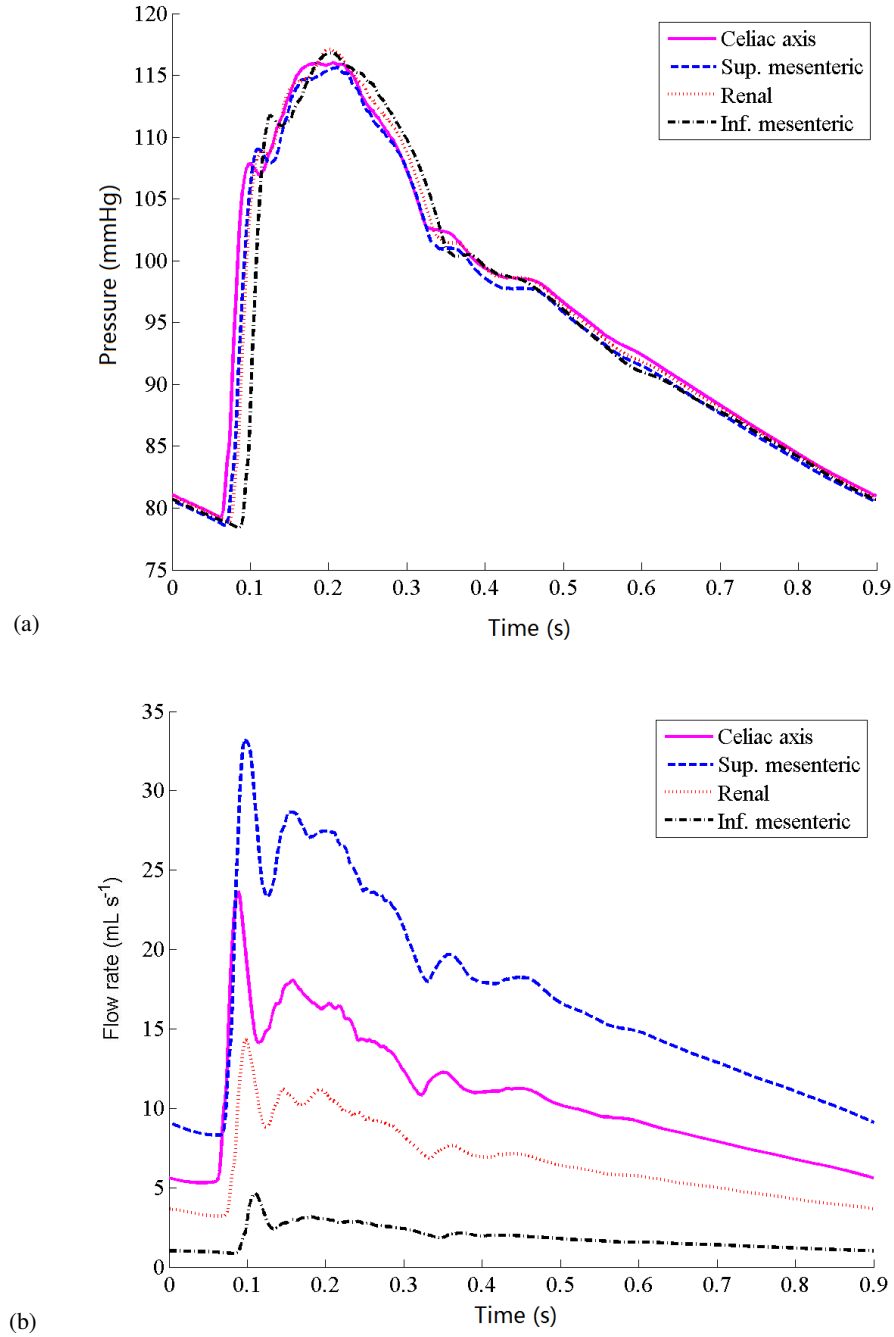 120
115
110
105
100
95
90
85
80
75
Pressure (mmHg)
Celiac axis
Sup. mesenteric
Renal
Inf. mesenteric
0 0.1 0.2 0.3 0.4 0.5 0.6 0.7 0.8 0.9
Time (s)
(a)
35
30
25
20
15
10
5
0
Flow rate (mL s⁻¹)
Celiac axis
Sup. mesenteric
Renal
Inf. mesenteric
0 0.1 0.2 0.3 0.4 0.5 0.6 0.7 0.8 0.9
Time (s)
(b)